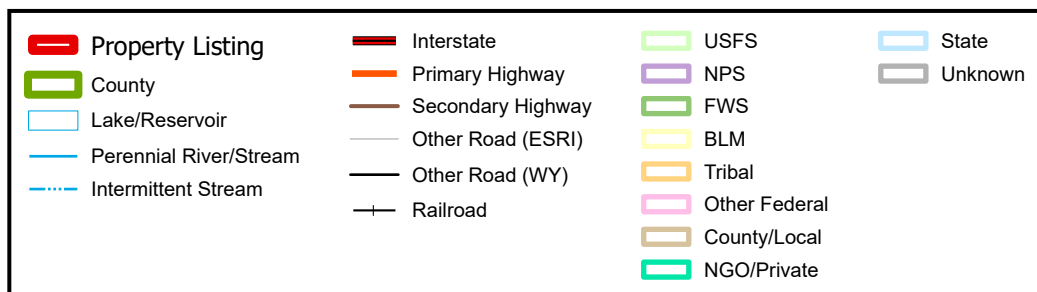 Property Listing
County
Lake/Reservoir
Perennial River/Stream
Intermittent Stream
Interstate
Primary Highway
Secondary Highway
Other Road (ESRI)
Other Road (WY)
Railroad
USFS
NPS
FWS
BLM
Tribal
Other Federal
County/Local
NGO/Private
State
Unknown